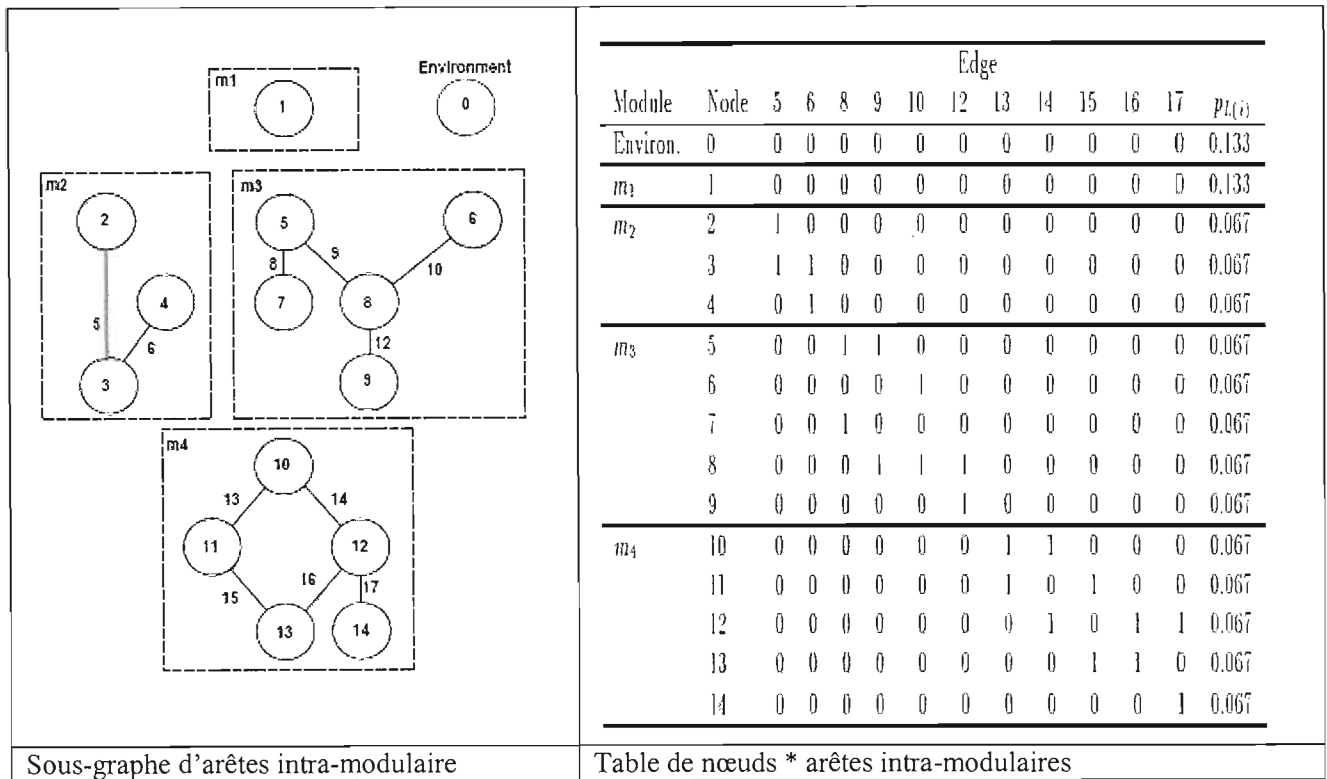 m1
Environment
1
0
m2
m3
2
5
6
9
8
10
4
7
8
5
6
12
3
9
m4
10
13
14
11
12
16
17
15
13
14
Edge
Module Node 5 6 8 9 10 12 13 14 15 16 17 pL(i)
Environ. 0 0 0 0 0 0 0 0 0 0 0 0 0.133
m1 1 0 0 0 0 0 0 0 0 0 0 0 0.133
m2 2 1 0 0 0 0 0 0 0 0 0 0 0.067
3 1 1 0 0 0 0 0 0 0 0 0 0.067
4 0 1 0 0 0 0 0 0 0 0 0 0.067
m3 5 0 0 1 1 0 0 0 0 0 0 0 0.067
6 0 0 0 0 1 0 0 0 0 0 0 0.067
7 0 0 1 0 0 0 0 0 0 0 0 0.067
8 0 0 0 1 1 1 0 0 0 0 0 0.067
9 0 0 0 0 0 1 0 0 0 0 0 0.067
m4 10 0 0 0 0 0 0 1 1 0 0 0 0.067
11 0 0 0 0 0 0 1 0 1 0 0 0.067
12 0 0 0 0 0 0 0 1 0 1 1 0.067
13 0 0 0 0 0 0 0 0 1 1 0 0.067
14 0 0 0 0 0 0 0 0 0 0 1 0.067
Sous-graphe d'arêtes intra-modulaire
Table de nœuds * arêtes intra-modulaires